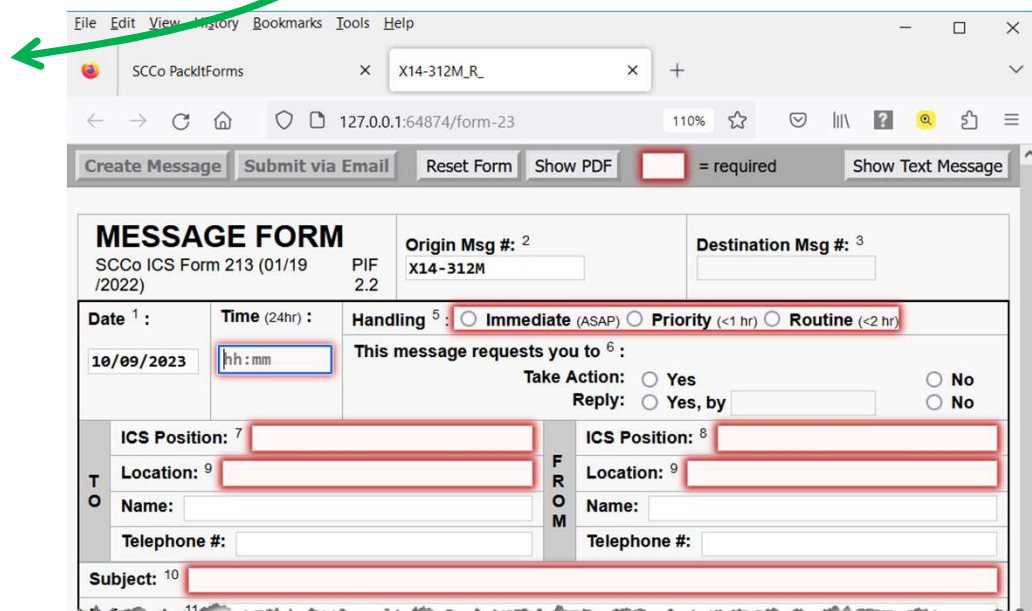 File Edit View History Bookmarks Tools Help
SCCo PackItForms X14-312M_R_
127.0.0.1:64874/form-23 110%
Create Message Submit via Email Reset Form Show PDF = required Show Text Message
MESSAGE FORM
SCCo ICS Form 213 (01/19
/2022)
PIF
2.2
Origin Msg #: 2
X14-312M
Destination Msg #: 3
Date 1 :
10/09/2023
Time (24hr) :
hh:mm
Handling 5 : Immediate (ASAP) Priority (<1 hr) Routine (<2 hr)
This message requests you to 6 :
Take Action: Yes No
Reply: Yes, by No
TO
ICS Position: 7
Location: 9
Name:
Telephone #:
FROM
ICS Position: 8
Location: 9
Name:
Telephone #:
Subject: 10
11